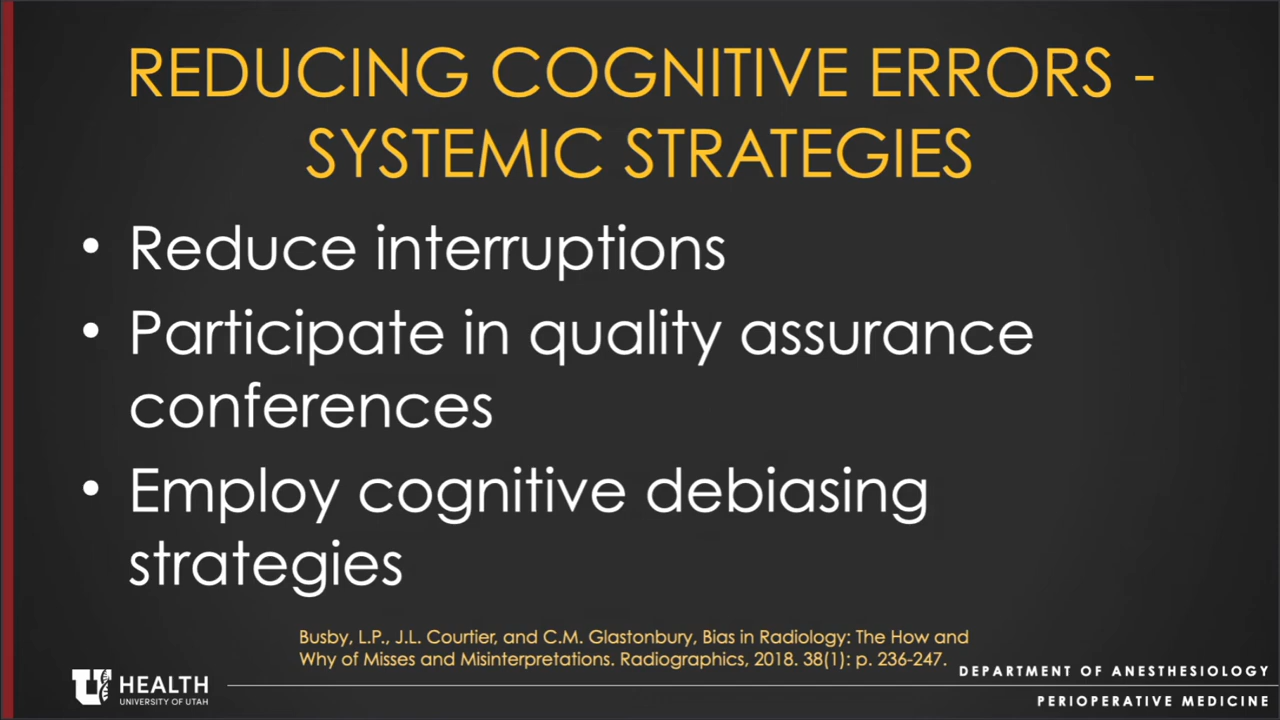 REDUCING COGNITIVE ERRORS -
SYSTEMIC STRATEGIES
• Reduce interruptions
• Participate in quality assurance
conferences
• Employ cognitive debiasing
strategies
Busby, L.P., J.L. Courtier, and C.M. Glastonbury, Bias in Radiology: The How and
Why of Misses and Misinterpretations. Radiographics, 2018. 38(1): p. 236-247.
DEPARTMENT OF ANESTHESIOLOGY
U HEALTH
UNIVERSITY OF UTAH
PERIOPERATIVE MEDICINE